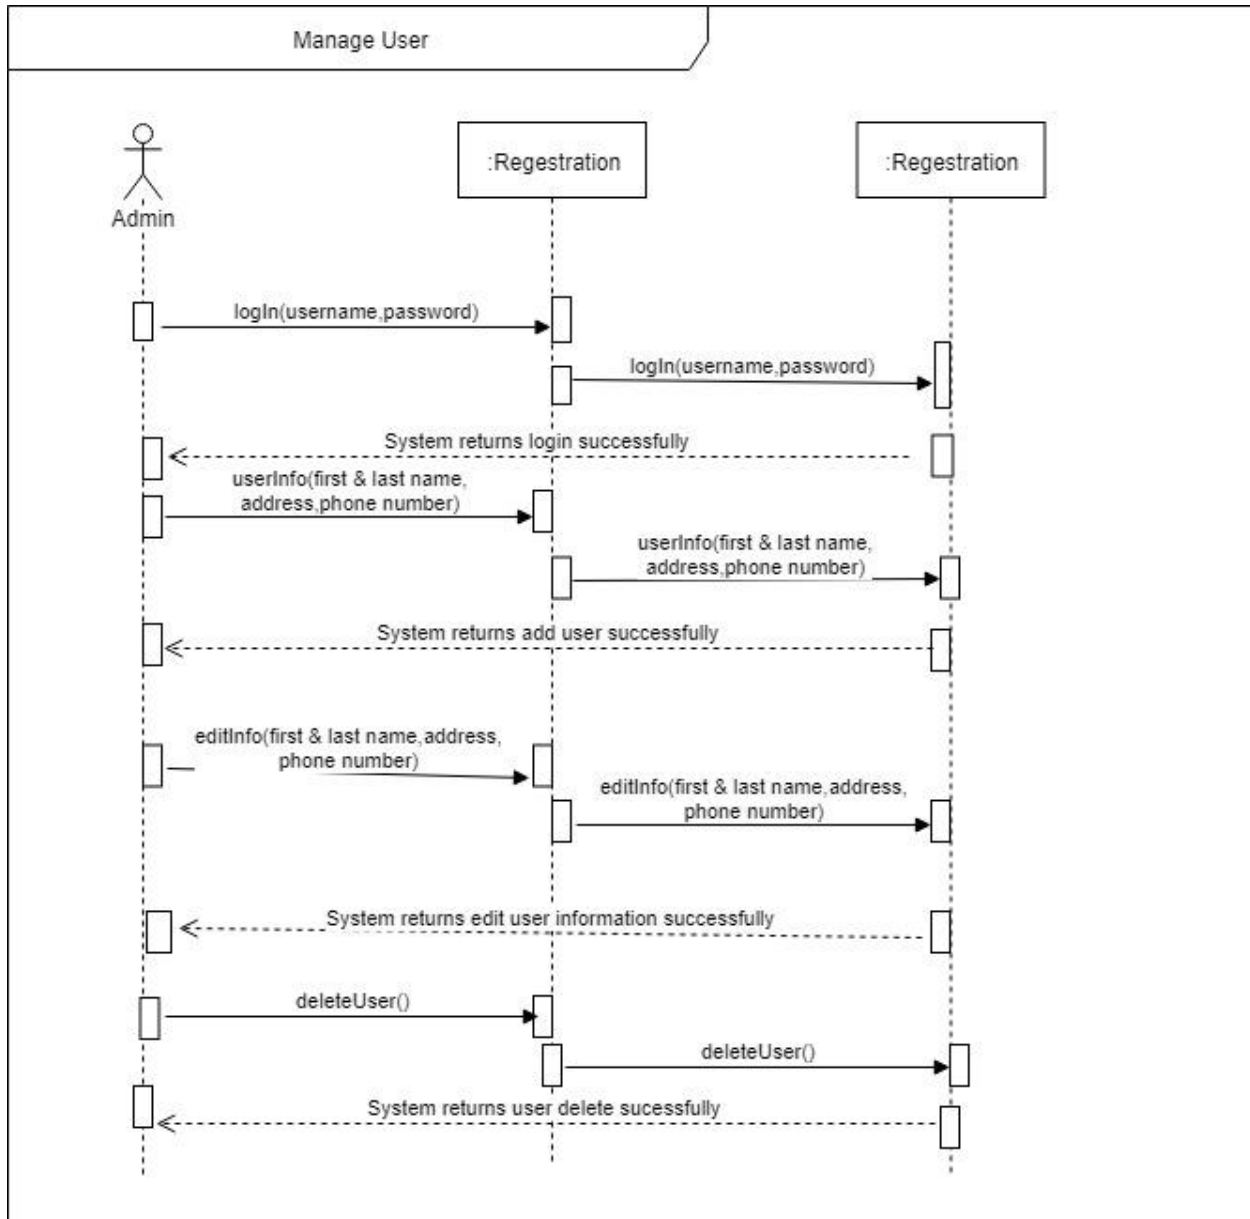 Manage User
:Regestration
:Regestration
Admin
logIn(username,password)
logIn(username,password)
System returns login successfully
userInfo(first & last name,
address,phone number)
userInfo(first & last name,
address,phone number)
System returns add user successfully
editInfo(first & last name,address,
phone number)
editInfo(first & last name,address,
phone number)
System returns edit user information successfully
deleteUser()
deleteUser()
System returns user delete sucessfully